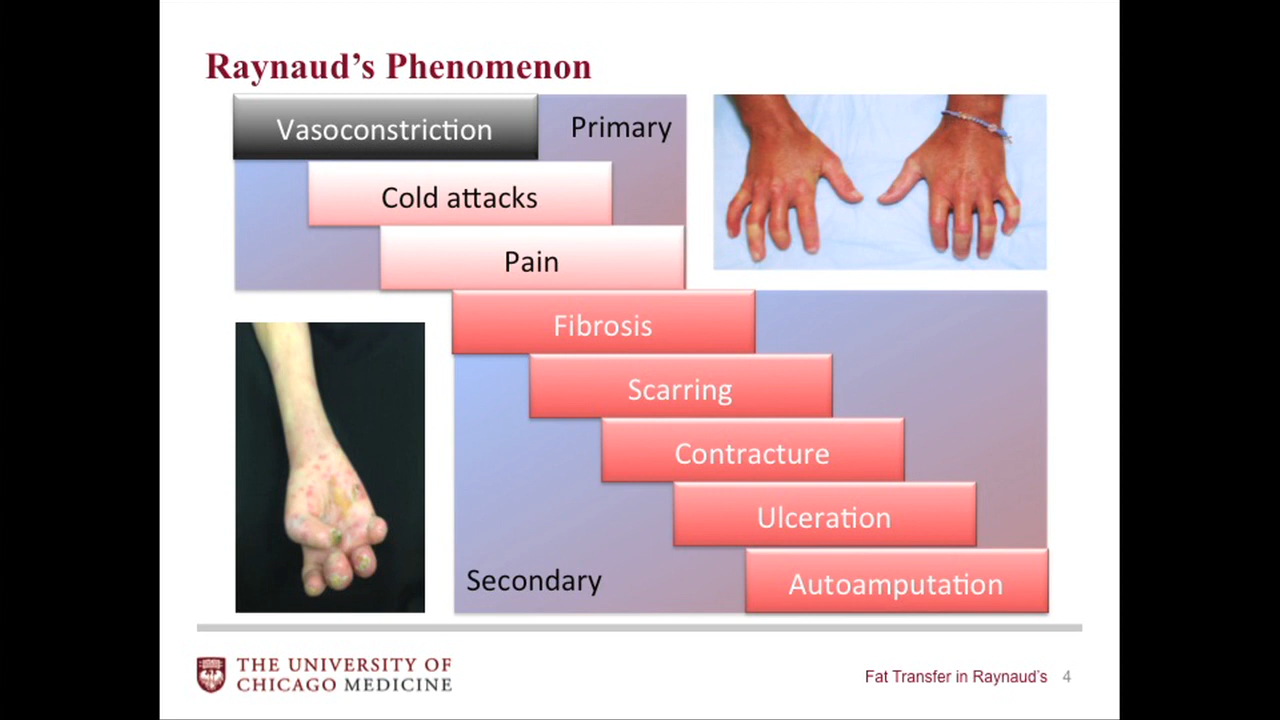 Raynaud’s Phenomenon
Vasoconstriction
Primary
Cold attacks
Pain
Fibrosis
Scarring
Contracture
Ulceration
Secondary
Autoamputation
THE UNIVERSITY OF
CHICAGO MEDICINE
Fat Transfer in Raynaud’s 4